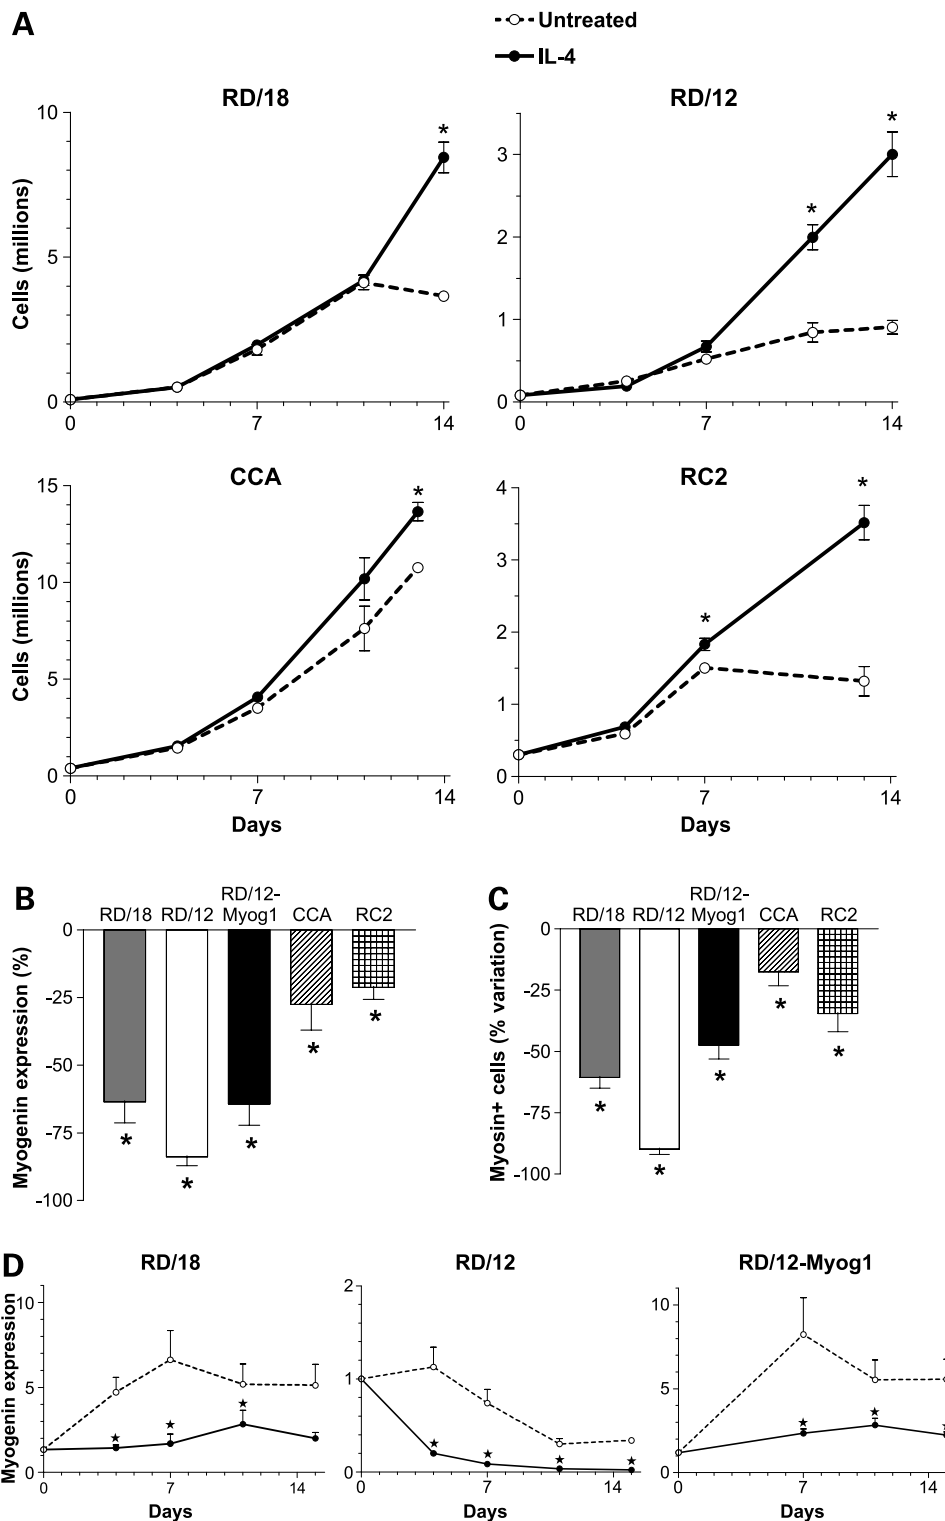 A
Untreated
IL-4
RD/18
RD/12
Cells (millions)
10
5
0
0 7 14
*
3
2
1
0
0 7 14
* *
CCA
RC2
Cells (millions)
15
10
5
0
0 7 14
Days
*
4
3
2
1
0
0 7 14
Days
* *
B
RD/18 RD/12 RD/12-
Myog1 CCA RC2
Myogenin expression (%)
0
-25
-50
-75
-100
* * * * *
C
RD/18 RD/12 RD/12-
Myog1 CCA RC2
Myosin+ cells (% variation)
0
-25
-50
-75
-100
* * * * *
D
RD/18
RD/12
RD/12-Myog1
Myogenin expression
10
5
0
0 7 14
Days
★ ★ ★
2
1
0
0 7 14
Days
★ ★ ★ ★
10
5
0
0 7 14
Days
★ ★ ★